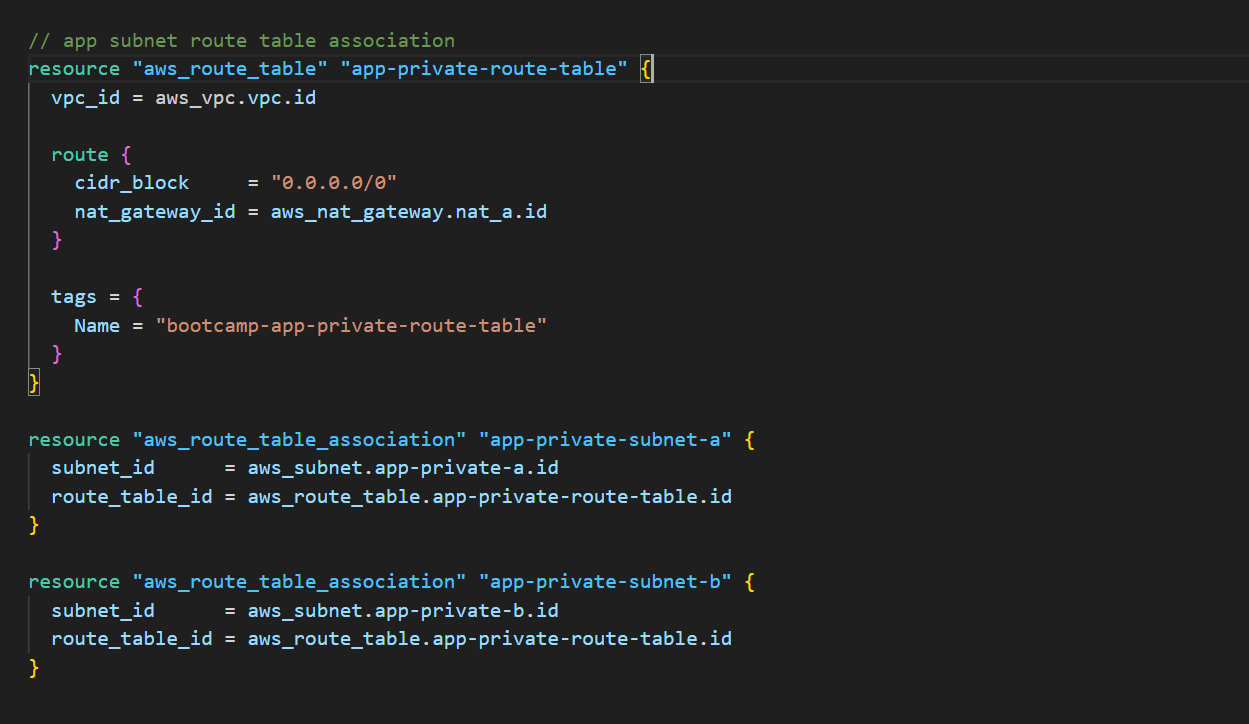 // app subnet route table association
resource "aws_route_table" "app-private-route-table" {
  vpc_id = aws_vpc.vpc.id

  route {
    cidr_block     = "0.0.0.0/0"
    nat_gateway_id = aws_nat_gateway.nat_a.id
  }

  tags = {
    Name = "bootcamp-app-private-route-table"
  }
}

resource "aws_route_table_association" "app-private-subnet-a" {
  subnet_id      = aws_subnet.app-private-a.id
  route_table_id = aws_route_table.app-private-route-table.id
}

resource "aws_route_table_association" "app-private-subnet-b" {
  subnet_id      = aws_subnet.app-private-b.id
  route_table_id = aws_route_table.app-private-route-table.id
}